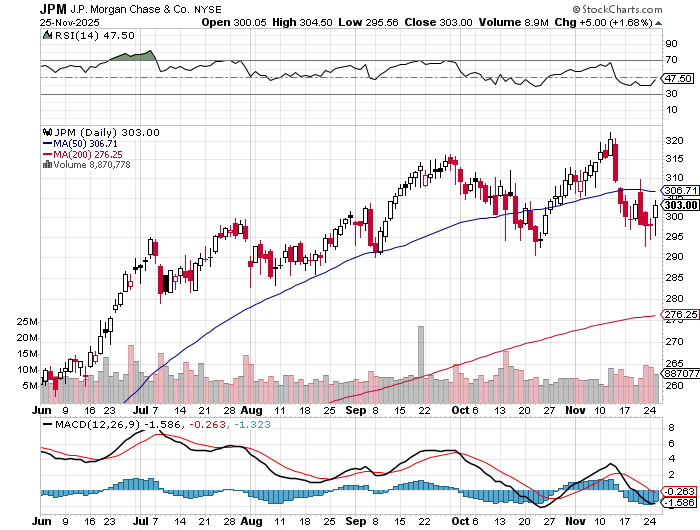 JPM J.P. Morgan Chase & Co. NYSE
© StockCharts.com
25-Nov-2025 Open 300.05 High 304.50 Low 295.56 Close 303.00 Volume 8.9M Chg +5.00 (+1.68%)
RSI(14) 47.50
90
70
47.50
30
10
JPM (Daily) 303.00
MA(50) 306.71
MA(200) 276.25
Volume 8,870,778
320
315
310
306.71
303.00
300
295
290
285
280
276.25
270
265
8870778
260
25M
20M
15M
10M
5M
Jun 9 16 23 Jul 7 14 21 28 Aug 11 18 25 Sep 8 15 22 Oct 6 13 20 27 Nov 10 17 24
MACD(12,26,9) -1.586, -0.263, -1.323
8
6
4
2
-0.263
-1.586
Jun 9 16 23 Jul 7 14 21 28 Aug 11 18 25 Sep 8 15 22 Oct 6 13 20 27 Nov 10 17 24